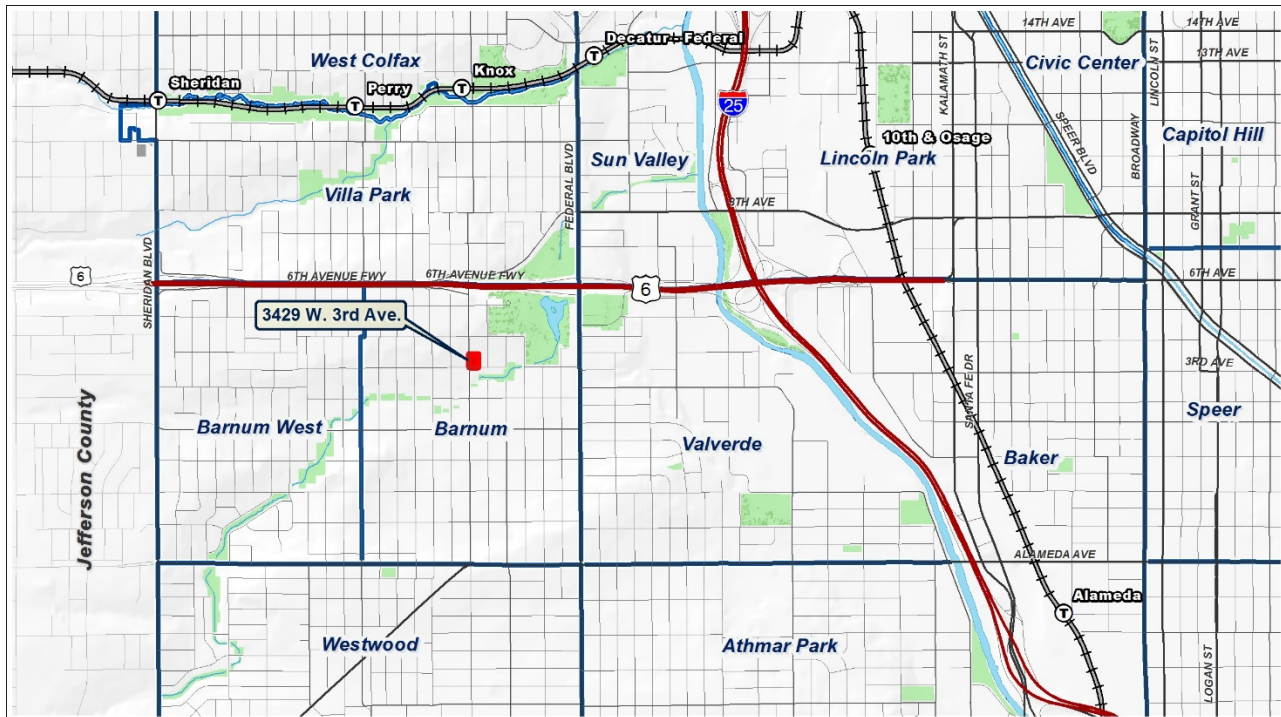 14TH AVE
14TH AVE
KALAMATH ST
LINCOLN ST
Decatur - Federal
13TH AVE
West Colfax
Civic Center
Knox
Sheridan
Perry
25
SPEER BLVD
BROADWAY
Capitol Hill
10th & Osage
FEDERAL BLVD
Sun Valley
Lincoln Park
Villa Park
8TH AVE
GRANT ST
SHERIDAN BLVD
6
6TH AVENUE FWY
6TH AVENUE FWY
6
6TH AVE
3429 W. 3rd Ave.
3RD AVE
SANTA FE DR
Speer
Barnum West
Barnum
Valverde
Baker
Jefferson County
ALAMEDA AVE
Alameda
Westwood
Athmar Park
LOGAN ST
T
T
T
T
T